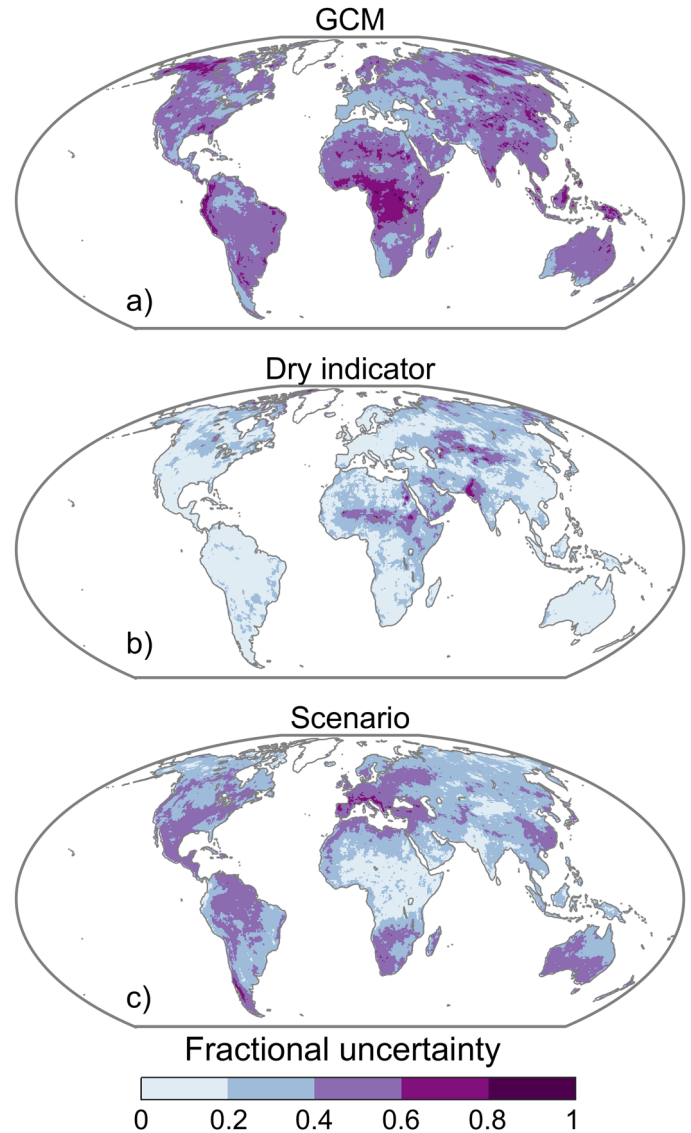 GCM
a)
Dry indicator
b)
Scenario
c)
Fractional uncertainty
0 0.2 0.4 0.6 0.8 1